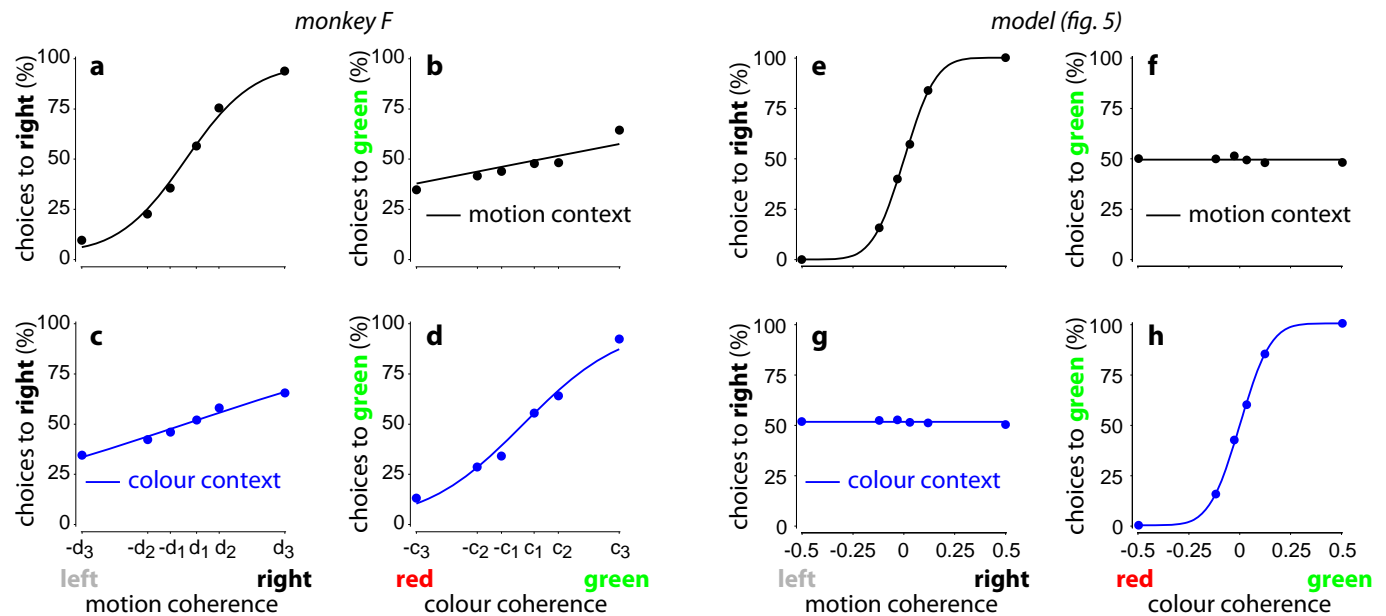 monkey F
model (fig. 5)
a
choices to right (%)
100
75
50
25
0
b
choices to green (%)
100
75
50
25
0
motion context
e
choice to right (%)
100
75
50
25
0
f
choices to green (%)
100
75
50
25
0
motion context
c
choices to right (%)
100
75
50
25
0
colour context
-d3 -d2 -d1 d1 d2 d3
left right
motion coherence
d
choices to green (%)
100
75
50
25
0
-c3 -c2 -c1 c1 c2 c3
red green
colour coherence
g
choices to right (%)
100
75
50
25
0
colour context
-0.5 -0.25 0 0.25 0.5
left right
motion coherence
h
choices to green (%)
100
75
50
25
0
-0.5 -0.25 0 0.25 0.5
red green
colour coherence